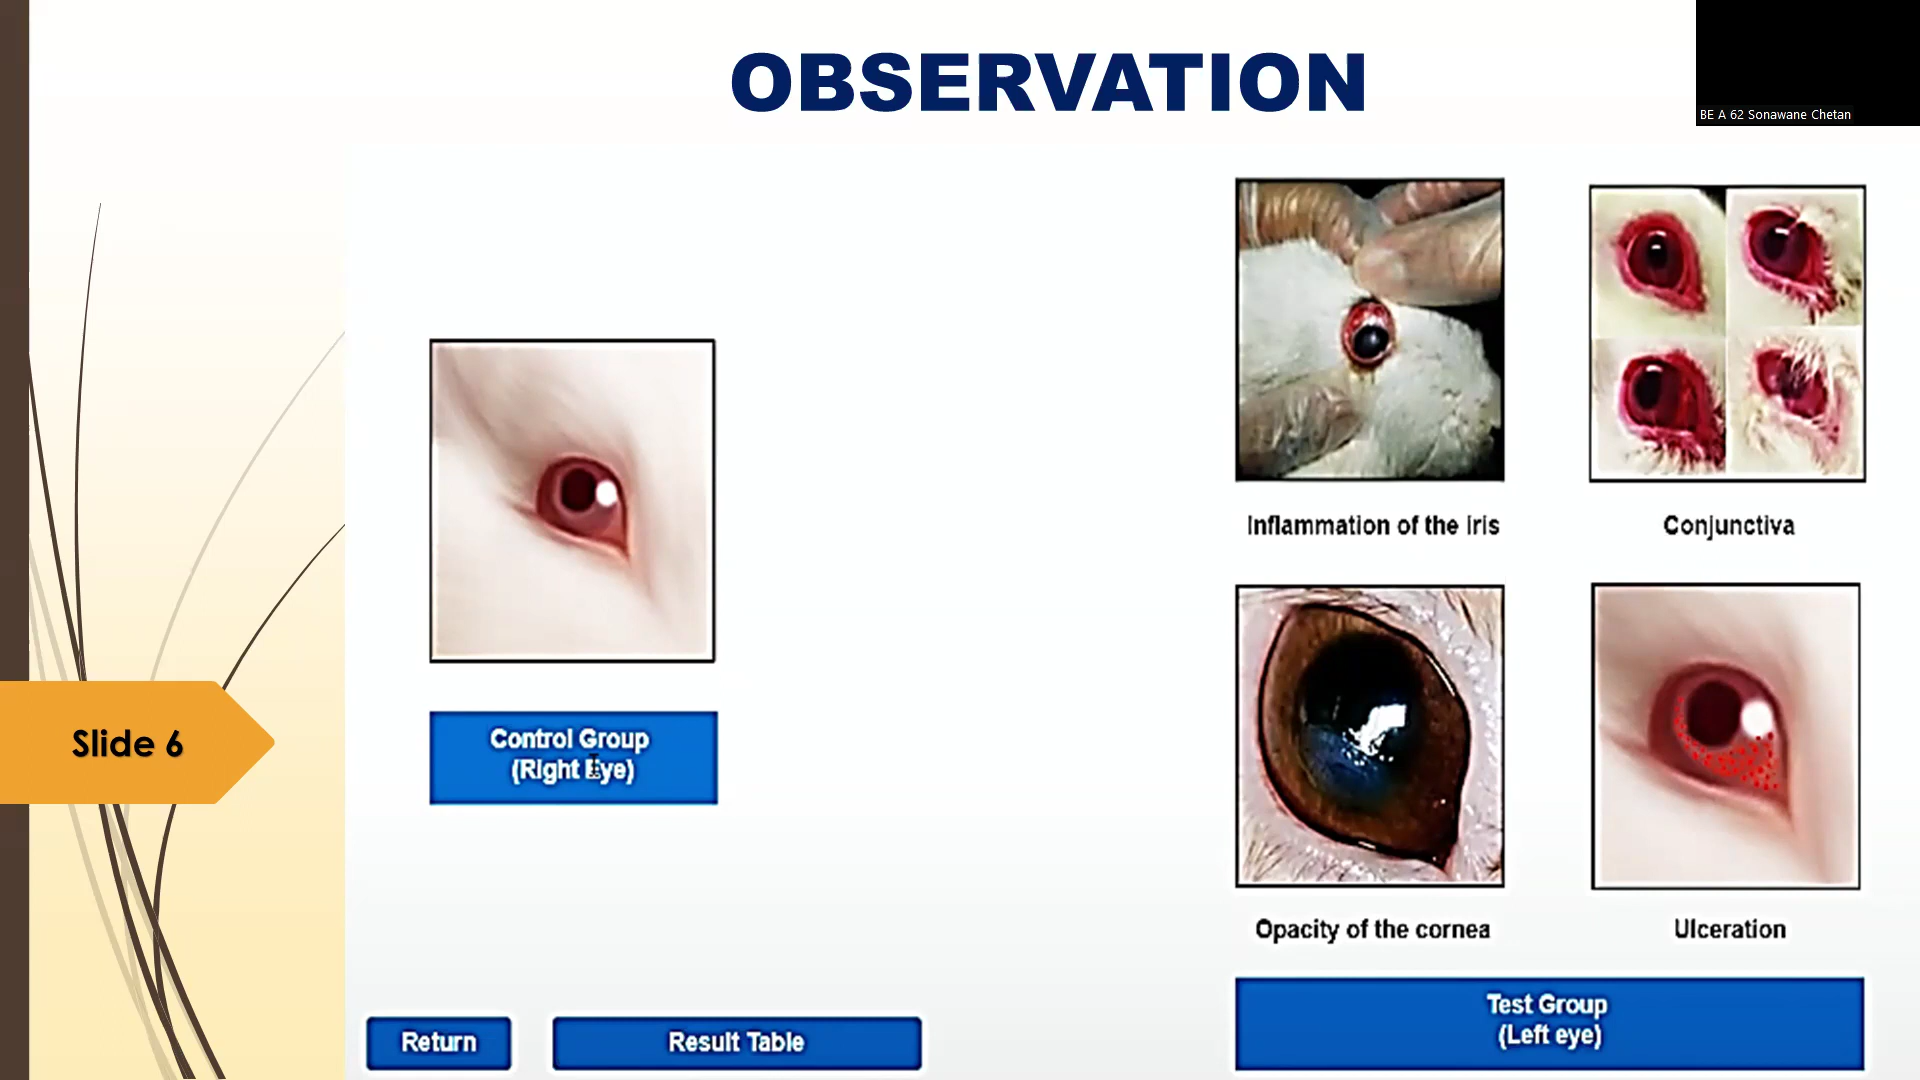 OBSERVATION
BE A 62 Sonawane Chetan
Inflammation of the iris
Conjunctiva
Control Group
(Right Eye)
Slide 6
Opacity of the cornea
Ulceration
Test Group
(Left eye)
Return
Result Table